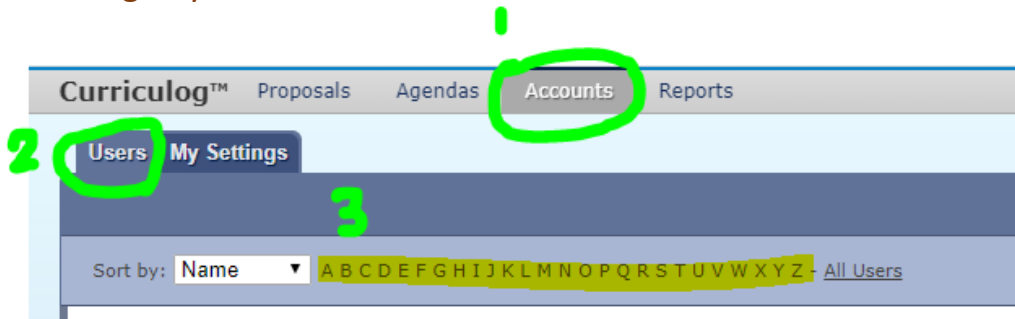 1
Curriculog™ Proposals Agendas Accounts Reports
2 Users My Settings
3
Sort by: Name ▼ A B C D E F G H I J K L M N O P Q R S T U V W X Y Z - All Users